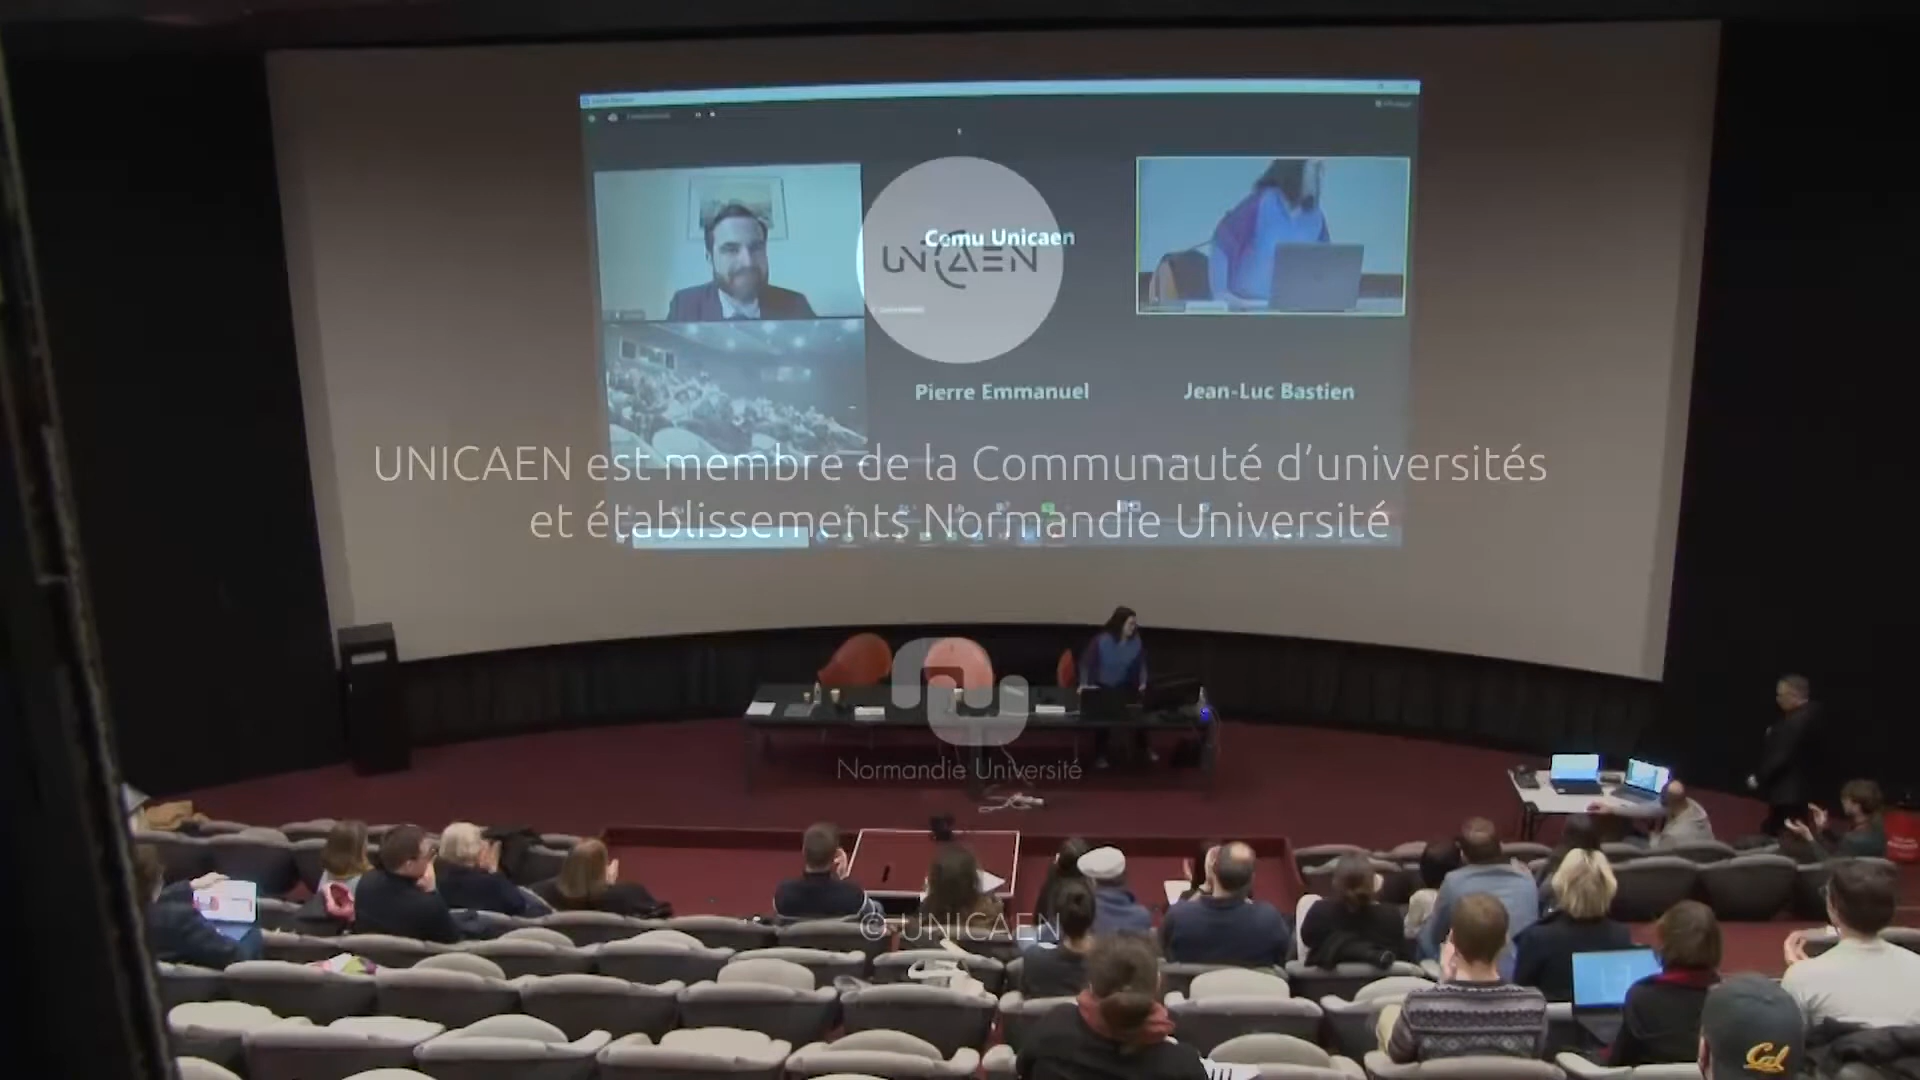 Cemu Unicaen
UNICAEN
Pierre Emmanuel
Jean-Luc Bastien
UNICAEN est membre de la Communauté d’universités
et établissements Normandie Université
Normandie Université
© UNICAEN
Cal